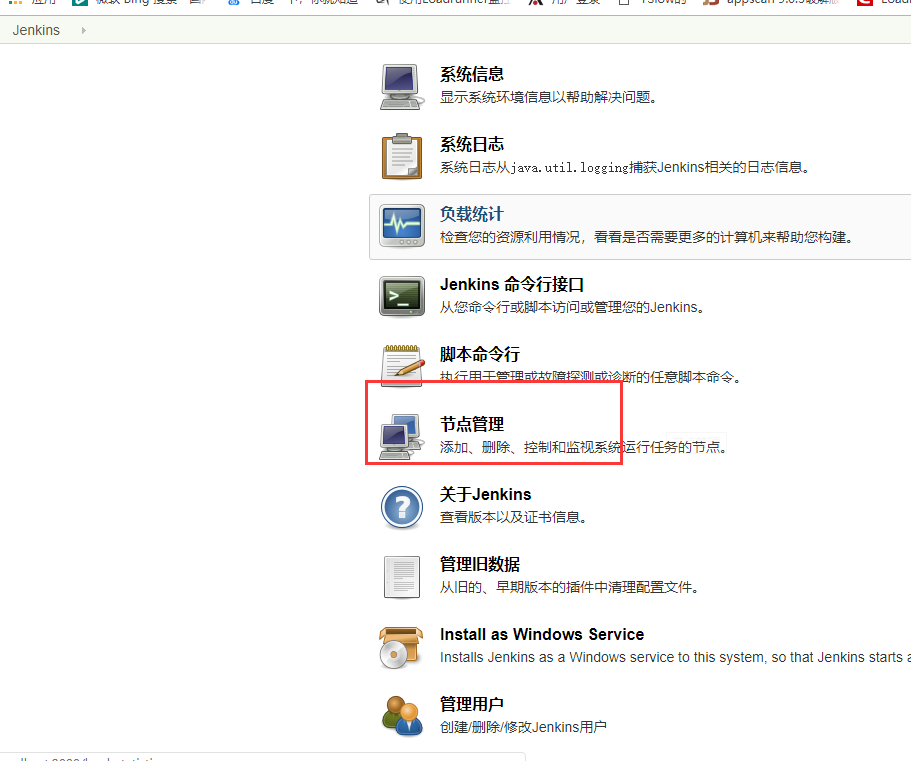 Jenkins
系统信息
显示系统环境信息以帮助解决问题。
系统日志
系统日志从java.util.logging捕获Jenkins相关的日志信息。
负载统计
检查您的资源利用情况，看看是否需要更多的计算机来帮助您构建。
Jenkins 命令行接口
从您命令行或脚本访问或管理您的Jenkins。
脚本命令行
执行用于管理或故障探测或诊断的任意脚本命令。
节点管理
添加、删除、控制和监视系统运行任务的节点。
关于Jenkins
查看版本以及证书信息。
管理旧数据
从旧的、早期版本的插件中清理配置文件。
Install as Windows Service
Installs Jenkins as a Windows service to this system, so that Jenkins starts
管理用户
创建/删除/修改Jenkins用户